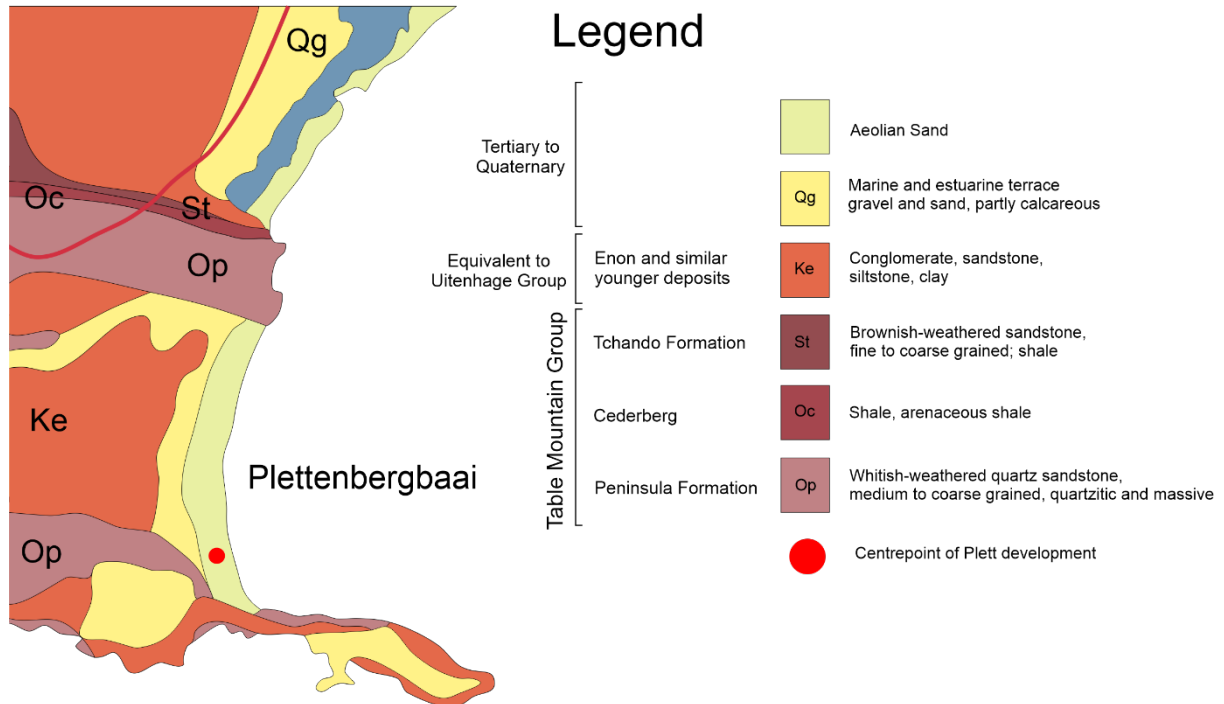 Legend
Qg
Oc
St
Op
Ke
Plettenbergbaai
Op
Tertiary to
Quaternary
Equivalent to
Uitenhage Group
Enon and similar
younger deposits
Table Mountain Group
Tchando Formation
Cederberg
Peninsula Formation
Aeolian Sand
Qg
Marine and estuarine terrace
gravel and sand, partly calcareous
Ke
Conglomerate, sandstone,
siltstone, clay
St
Brownish-weathered sandstone,
fine to coarse grained; shale
Oc
Shale, arenaceous shale
Op
Whitish-weathered quartz sandstone,
medium to coarse grained, quartzitic and massive
Centrepoint of Plett development